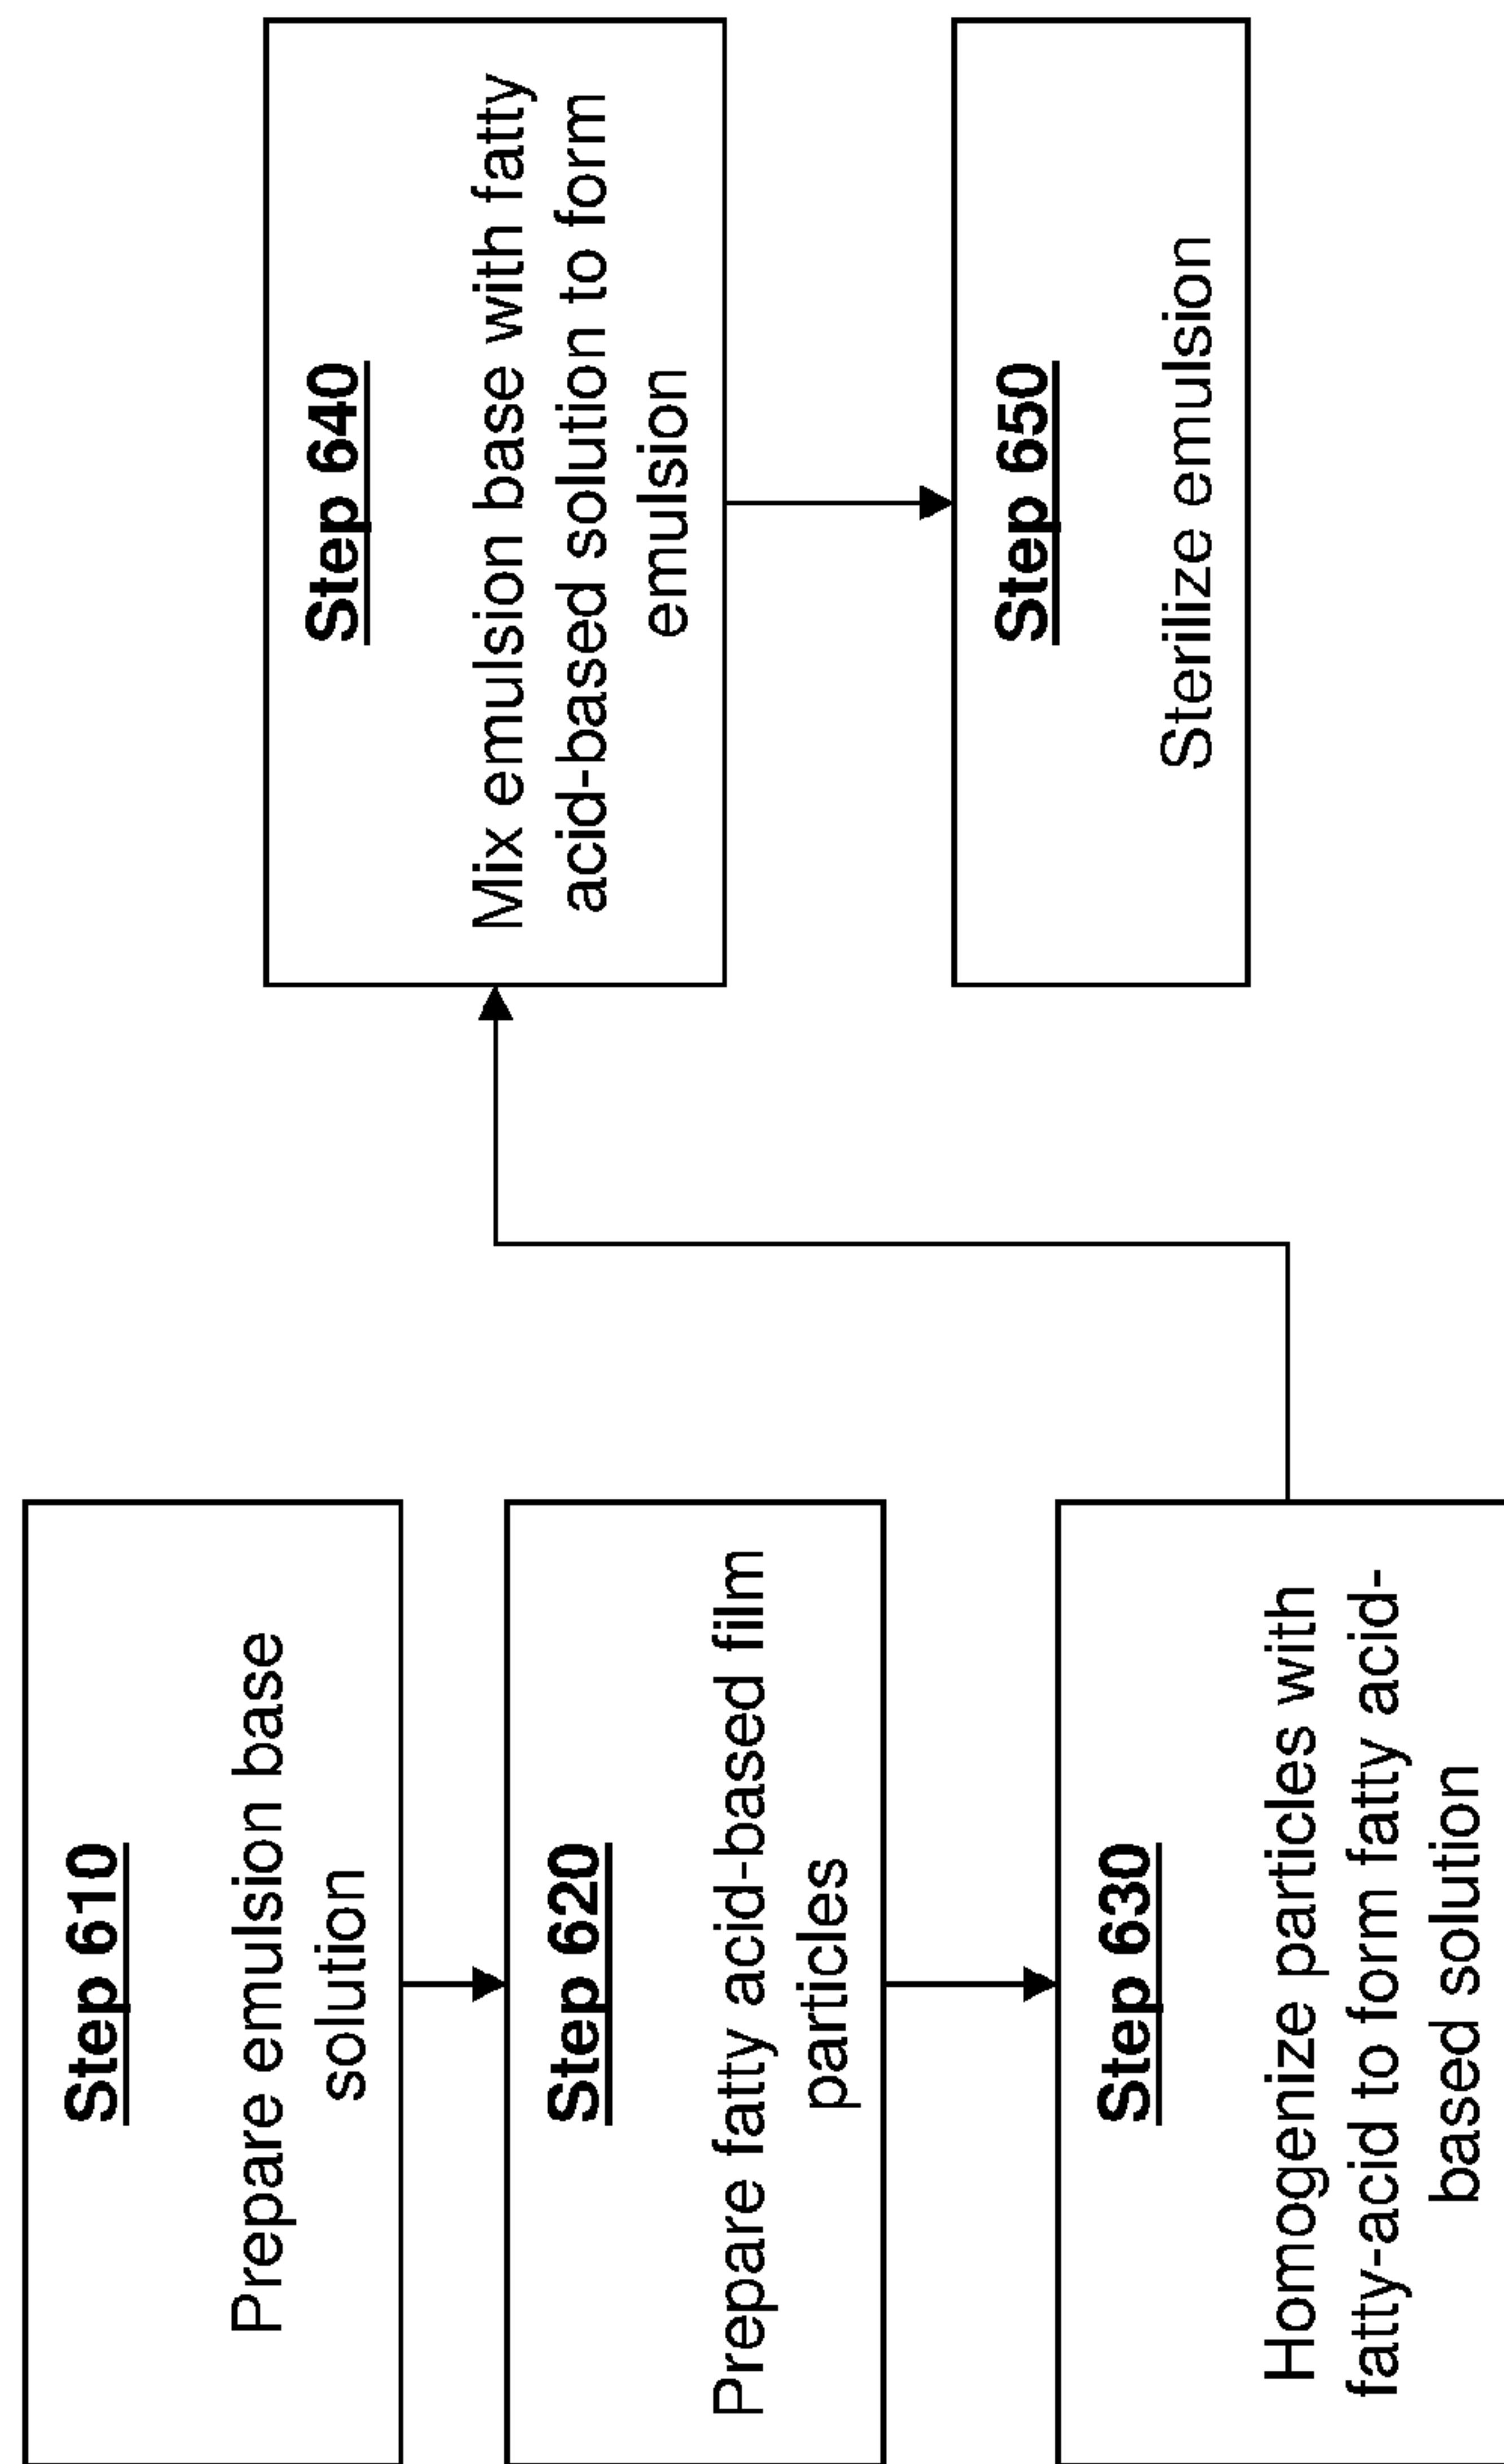 Step 610
Prepare emulsion base
solution
Step 620
Prepare fatty acid-based film
particles
Step 630
Homogenize particles with
fatty-acid to form fatty acid-
based solution
Step 640
Mix emulsion base with fatty
acid-based solution to form
emulsion
Step 650
Sterilize emulsion